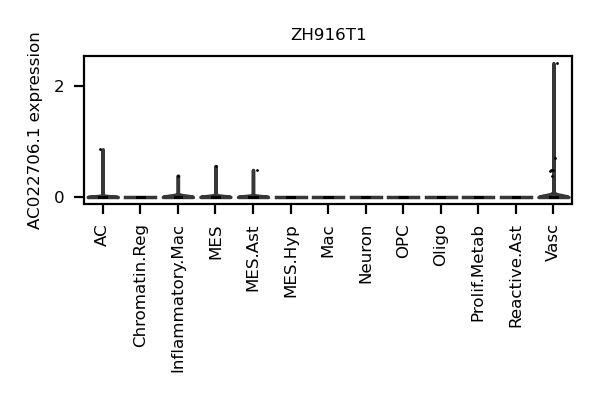 ZH916T1
AC022706.1 expression
2
0
AC
Chromatin.Reg
Inflammatory.Mac
MES
MES.Ast
MES.Hyp
Mac
Neuron
OPC
Oligo
Prolif.Metab
Reactive.Ast
Vasc